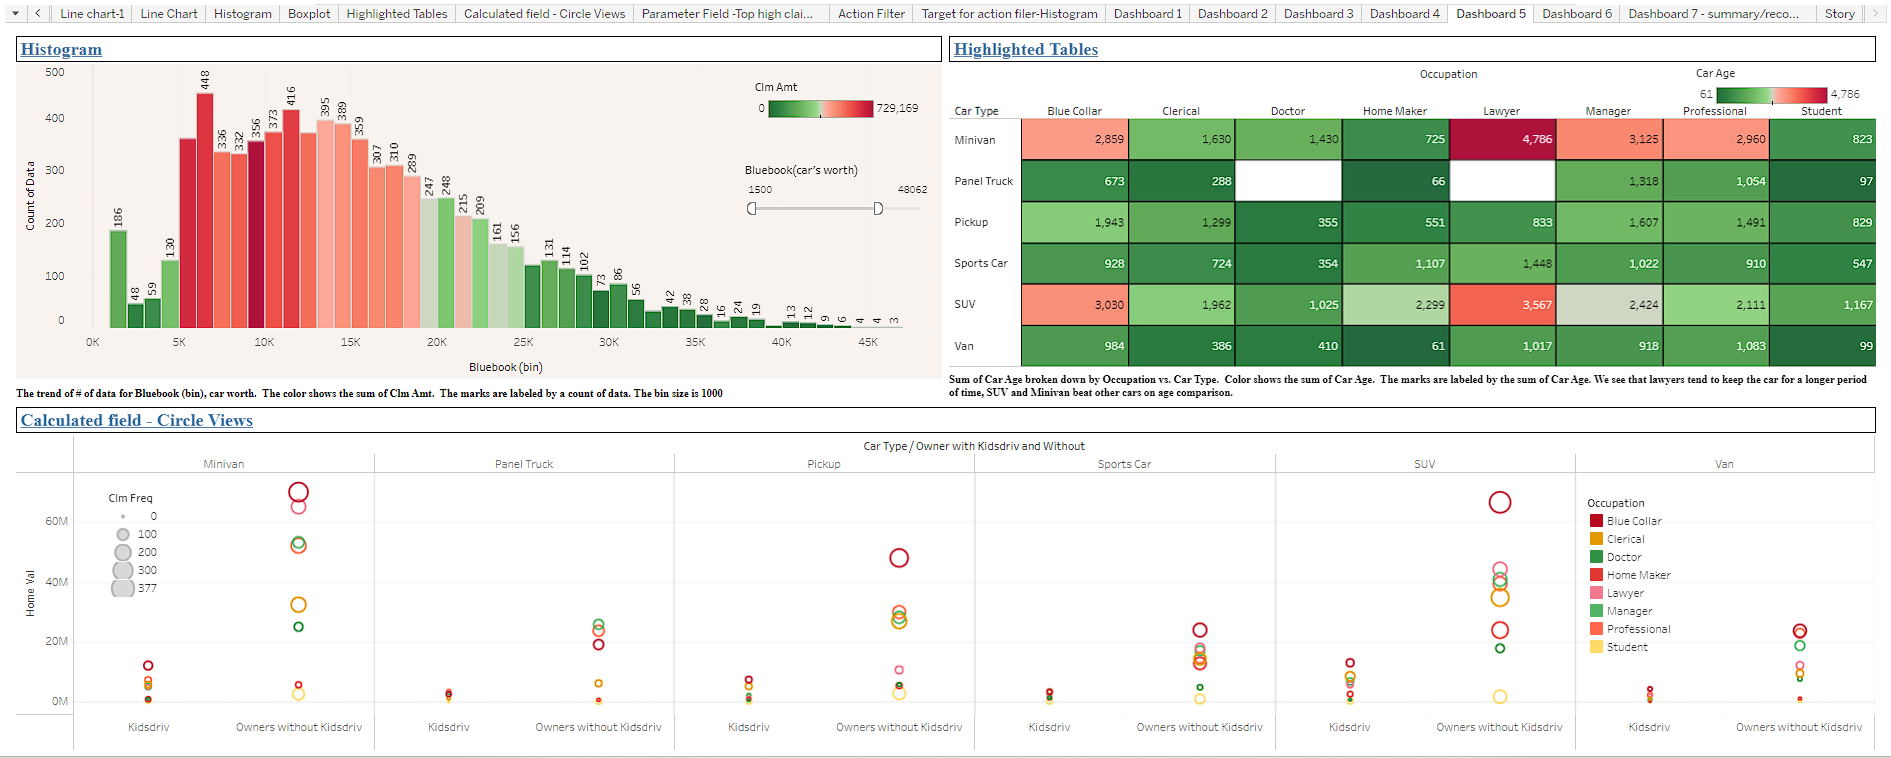 Line chart-1 Line Chart Histogram Boxplot Highlighted Tables Calculated field - Circle Views Parameter Field -Top high clai... Action Filter Target for action filer-Histogram Dashboard 1 Dashboard 2 Dashboard 3 Dashboard 4 Dashboard 5 Dashboard 6 Dashboard 7 - summary/reco... Story
Histogram
Count of Data
500
400
300
200
100
0
186
48
59
130
448
336
332
356
373
416
395
389
359
307
310
289
247
248
215
209
161
156
131
114
102
73
86
56
42
38
28
16
24
19
13
12
9
6
4
4
3
Clm Amt
0 729,169
Bluebook(car's worth)
1500 48062
0K 5K 10K 15K 20K 25K 30K 35K 40K 45K
Bluebook (bin)
The trend of # of data for Bluebook (bin), car worth. The color shows the sum of Clm Amt. The marks are labeled by a count of data. The bin size is 1000
Highlighted Tables
Occupation
Car Age
61 4,786
Car Type Blue Collar Clerical Doctor Home Maker Lawyer Manager Professional Student
Minivan 2,859 1,630 1,430 725 4,786 3,125 2,960 823
Panel Truck 673 288 66 1,318 1,054 97
Pickup 1,943 1,299 355 551 833 1,607 1,491 829
Sports Car 928 724 354 1,107 1,448 1,022 910 547
SUV 3,030 1,962 1,025 2,299 3,567 2,424 2,111 1,167
Van 984 386 410 61 1,017 918 1,083 99
Sum of Car Age broken down by Occupation vs. Car Type. Color shows the sum of Car Age. The marks are labeled by the sum of Car Age. We see that lawyers tend to keep the car for a longer period
of time, SUV and Minivan beat other cars on age comparison.
Calculated field - Circle Views
Car Type / Owner with Kidsdriv and Without
Minivan Panel Truck Pickup Sports Car SUV Van
Home Val
60M
40M
20M
0M
Clm Freq
0
100
200
300
377
Occupation
Blue Collar
Clerical
Doctor
Home Maker
Lawyer
Manager
Professional
Student
Kidsdriv Owners without Kidsdriv Kidsdriv Owners without Kidsdriv Kidsdriv Owners without Kidsdriv Kidsdriv Owners without Kidsdriv Kidsdriv Owners without Kidsdriv Kidsdriv Owners without Kidsdriv